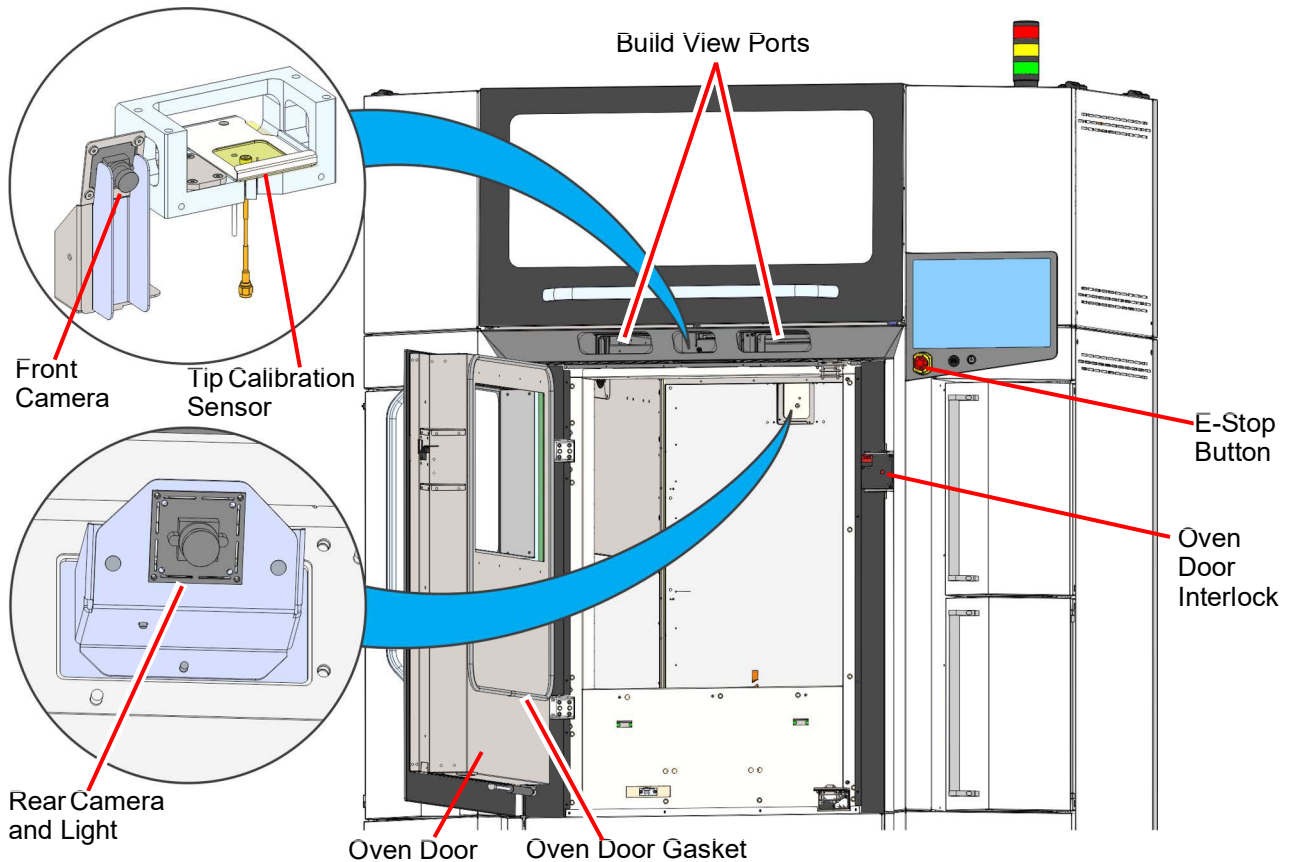 Build View Ports
Front
Camera
Tip Calibration
Sensor
E-Stop
Button
Oven
Door
Interlock
Rear Camera
and Light
Oven Door
Oven Door Gasket